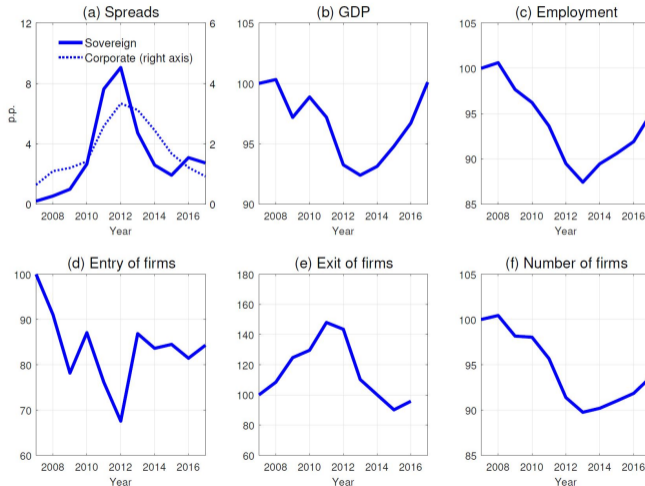 (a) Spreads
12
8
4
0
6
4
2
0
p.p.
Sovereign
Corporate (right axis)
2008 2010 2012 2014 2016
Year
(b) GDP
105
100
95
90
2008 2010 2012 2014 2016
Year
(c) Employment
105
100
95
90
85
2008 2010 2012 2014 2016
Year
(d) Entry of firms
100
90
80
70
60
2008 2010 2012 2014 2016
Year
(e) Exit of firms
180
160
140
120
100
80
60
2008 2010 2012 2014 2016
Year
(f) Number of firms
105
100
95
90
85
2008 2010 2012 2014 2016
Year